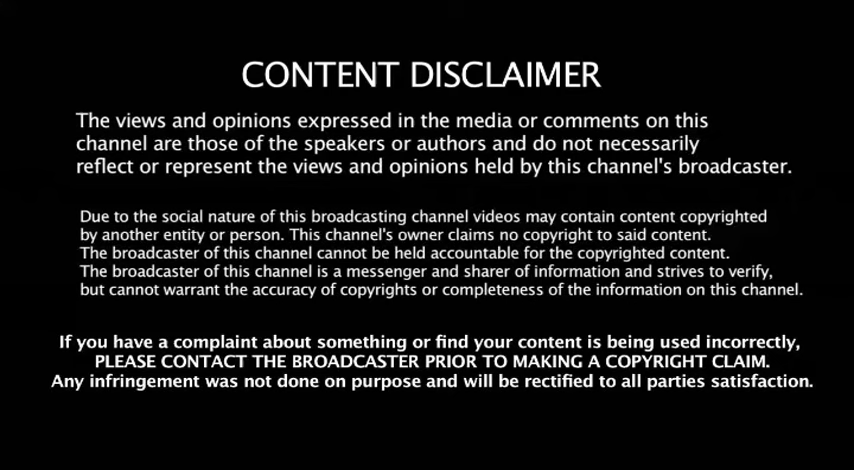 CONTENT DISCLAIMER
The views and opinions expressed in the media or comments on this
channel are those of the speakers or authors and do not necessarily
reflect or represent the views and opinions held by this channel's broadcaster.
Due to the social nature of this broadcasting channel videos may contain content copyrighted
by another entity or person. This channel's owner claims no copyright to said content.
The broadcaster of this channel cannot be held accountable for the copyrighted content.
The broadcaster of this channel is a messenger and sharer of information and strives to verify,
but cannot warrant the accuracy of copyrights or completeness of the information on this channel.
If you have a complaint about something or find your content is being used incorrectly,
PLEASE CONTACT THE BROADCASTER PRIOR TO MAKING A COPYRIGHT CLAIM.
Any infringement was not done on purpose and will be rectified to all parties satisfaction.